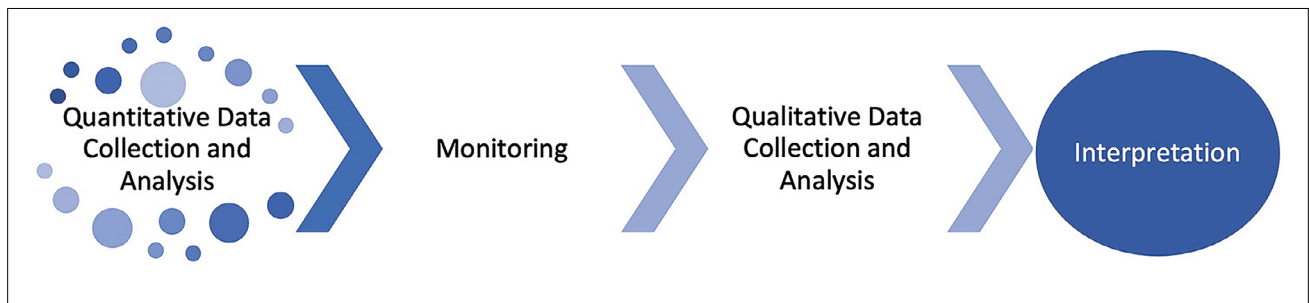 Quantitative Data
Collection and
Analysis
Monitoring
Qualitative Data
Collection and
Analysis
Interpretation